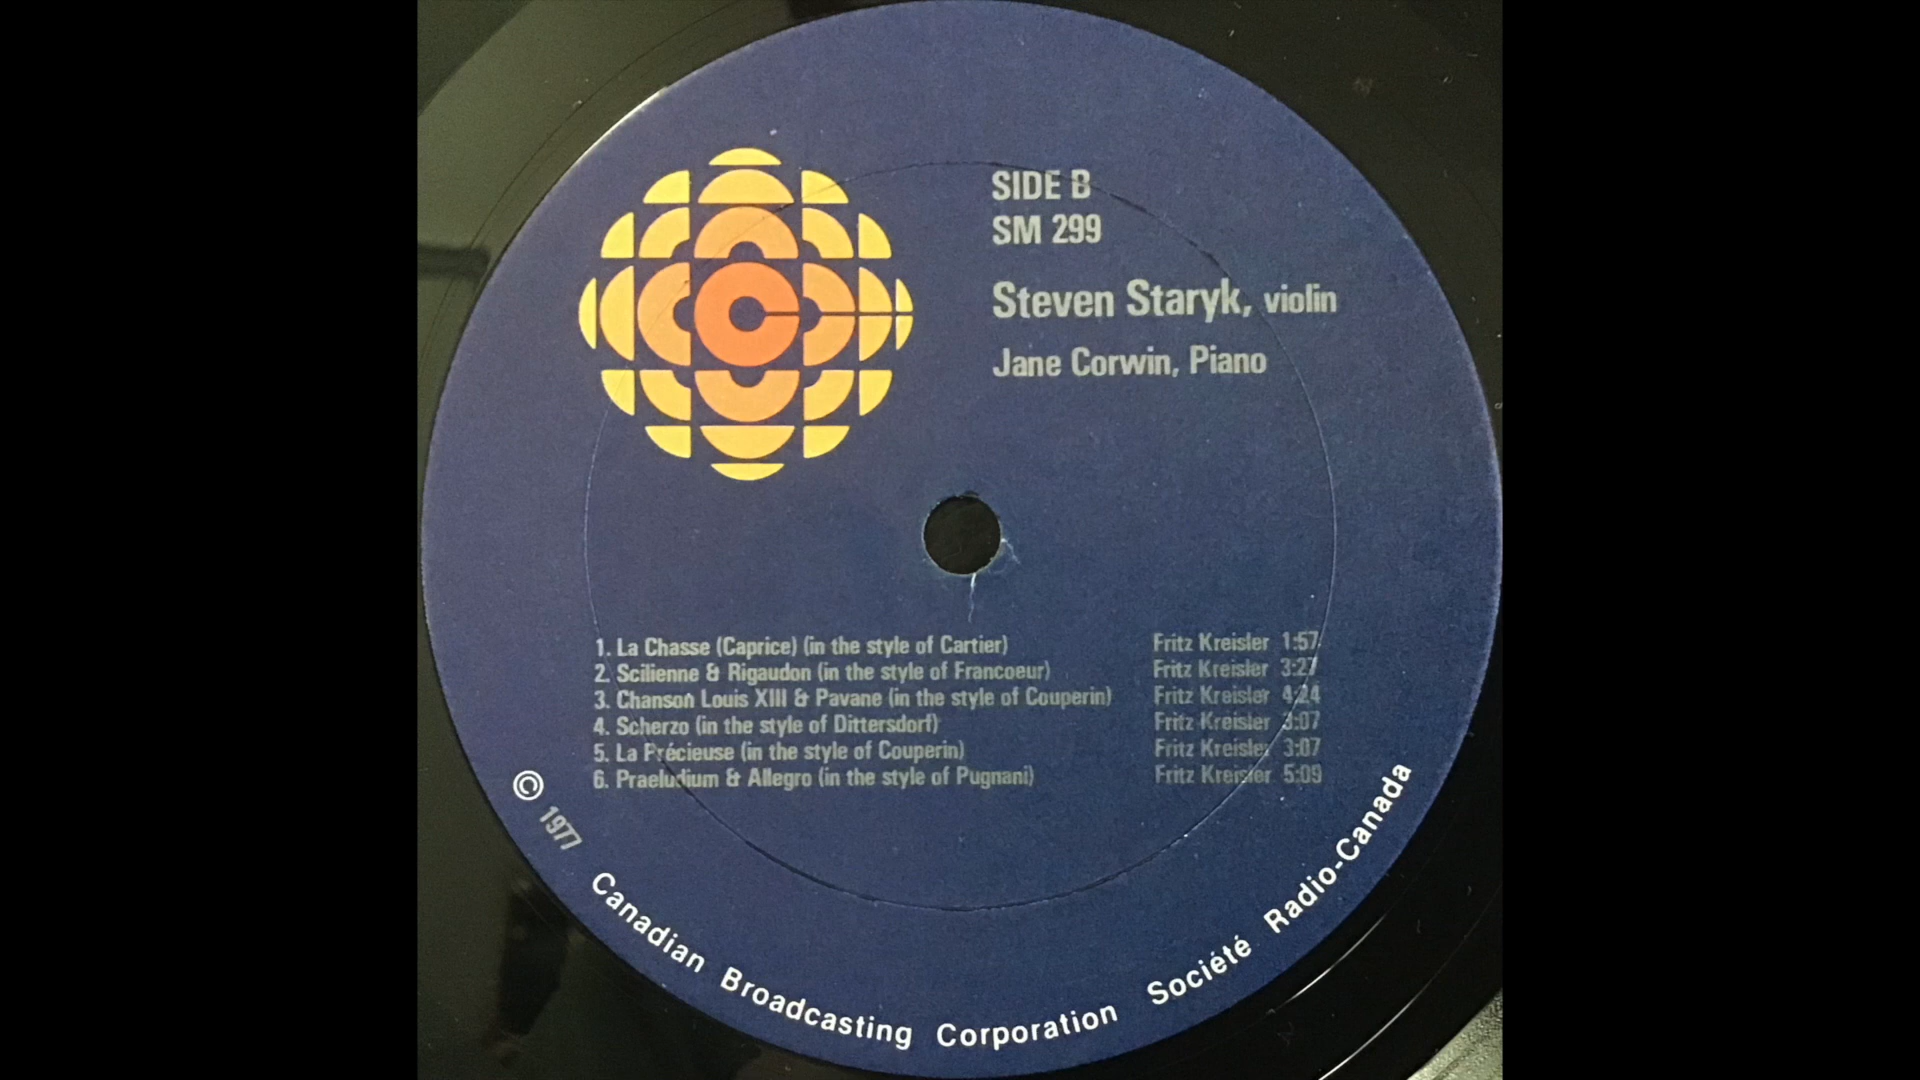 SIDE B
SM 299
Steven Staryk, violin
Jane Corwin, Piano
1. La Chasse (Caprice) (in the style of Cartier) Fritz Kreisler 1:57
2. Scilienne & Rigaudon (in the style of Francoeur) Fritz Kreisler 3:27
3. Chanson Louis XIII & Pavane (in the style of Couperin) Fritz Kreisler 4:24
4. Scherzo (in the style of Dittersdorf) Fritz Kreisler 3:07
5. La Précieuse (in the style of Couperin) Fritz Kreisler 3:07
6. Praeludium & Allegro (in the style of Pugnani) Fritz Kreisler 5:09
© 1977 Canadian Broadcasting Corporation Société Radio-Canada